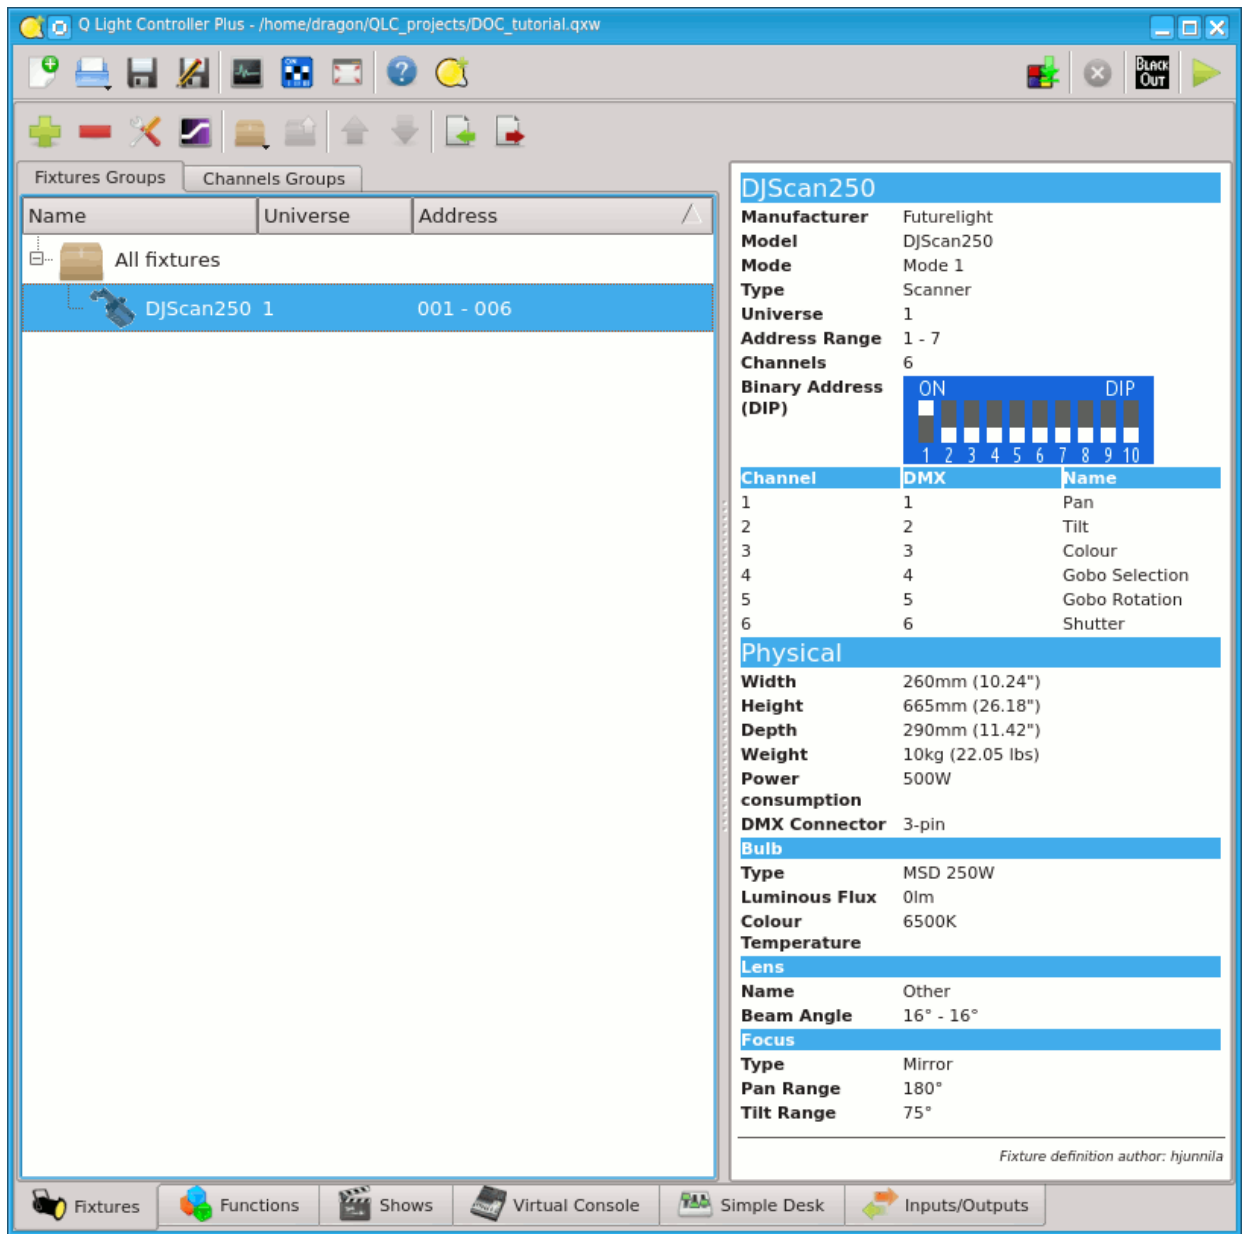 Q Light Controller Plus - /home/dragon/QLC_projects/DOC_tutorial.qxw
BLACK
OUT
Fixtures Groups
Channels Groups
Name Universe Address
All fixtures
DJScan250 1 001 - 006
DJScan250
Manufacturer Futurelight
Model DJScan250
Mode Mode 1
Type Scanner
Universe 1
Address Range 1 - 7
Channels 6
Binary Address
(DIP)
ON DIP
1 2 3 4 5 6 7 8 9 10
Channel DMX Name
1 1 Pan
2 2 Tilt
3 3 Colour
4 4 Gobo Selection
5 5 Gobo Rotation
6 6 Shutter
Physical
Width 260mm (10.24")
Height 665mm (26.18")
Depth 290mm (11.42")
Weight 10kg (22.05 lbs)
Power 500W
consumption
DMX Connector 3-pin
Bulb
Type MSD 250W
Luminous Flux 0lm
Colour 6500K
Temperature
Lens
Name Other
Beam Angle 16° - 16°
Focus
Type Mirror
Pan Range 180°
Tilt Range 75°
Fixture definition author: hjunnila
Fixtures Functions Shows Virtual Console Simple Desk Inputs/Outputs